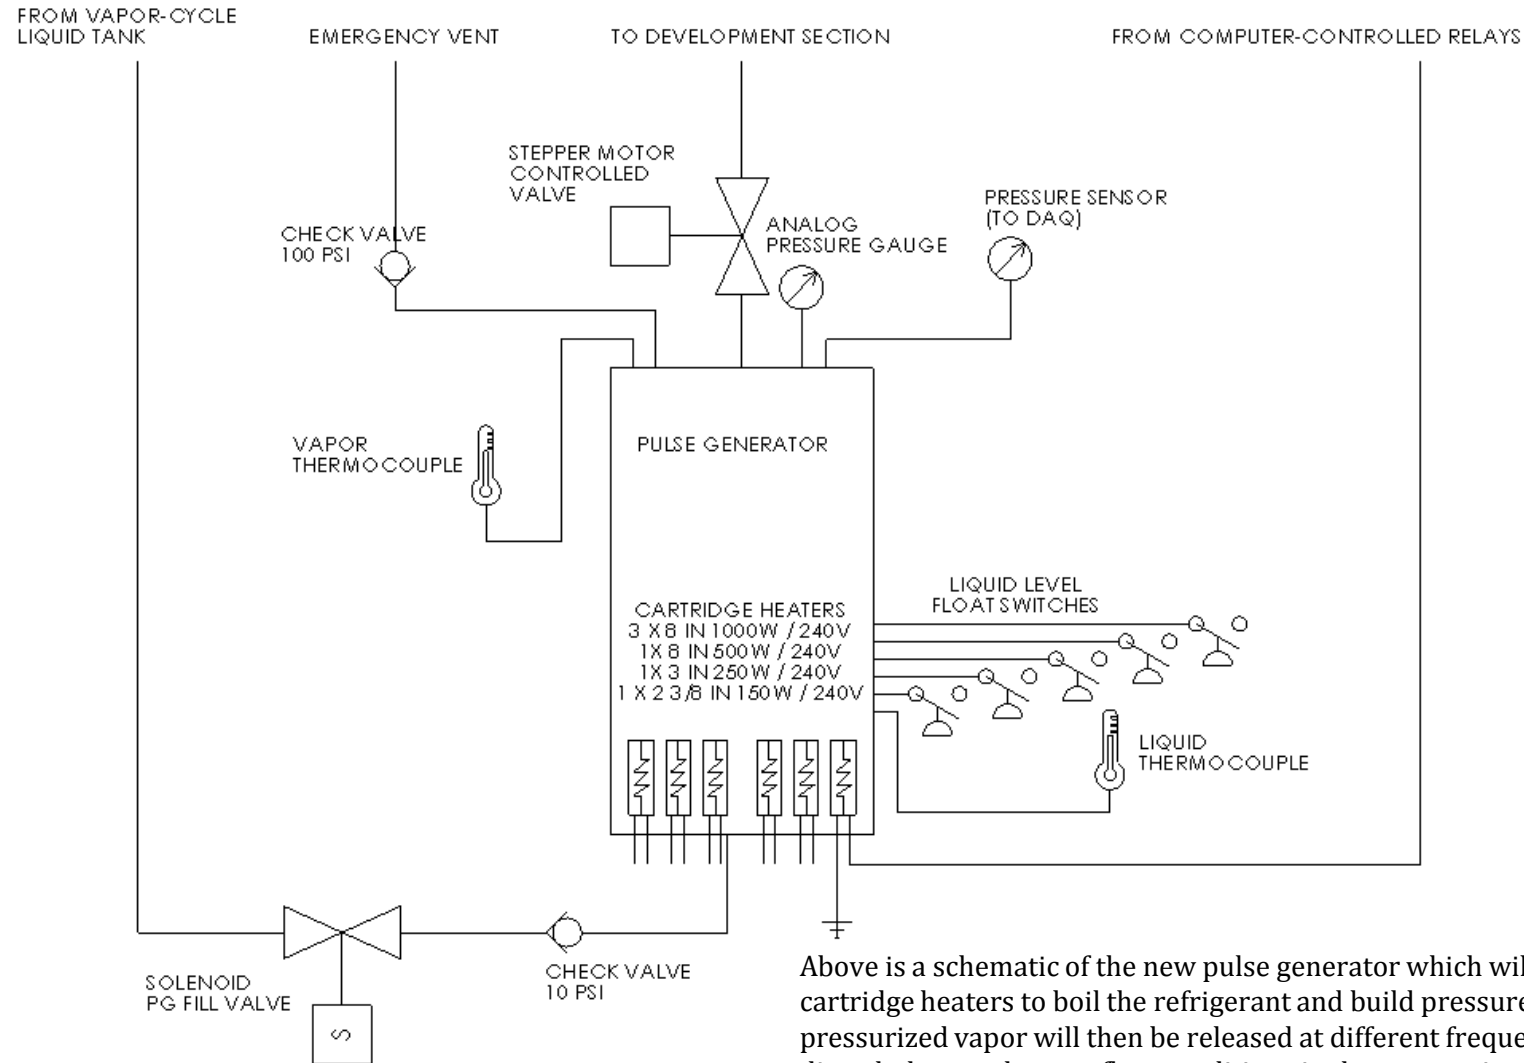 FROM VAPOR-CYCLE
LIQUID TANK
EMERGENCY VENT
TO DEVELOPMENT SECTION
FROM COMPUTER-CONTROLLED RELAYS
STEPPER MOTOR
CONTROLLED
VALVE
ANALOG
PRESSURE GAUGE
PRESSURE SENSOR
(TO DAQ)
CHECK VALVE
100 PSI
VAPOR
THERMOCOUPLE
PULSE GENERATOR
CARTRIDGE HEATERS
3 X 8 IN 1000W / 240V
1X 8 IN 500W / 240V
1X 3 IN 250W / 240V
1 X 2 3/8 IN 150W / 240V
LIQUID LEVEL
FLOAT SWITCHES
LIQUID
THERMOCOUPLE
SOLENOID
PG FILL VALVE
S
CHECK VALVE
10 PSI
Above is a schematic of the new pulse generator which wil
cartridge heaters to boil the refrigerant and build pressure
pressurized vapor will then be released at different freque